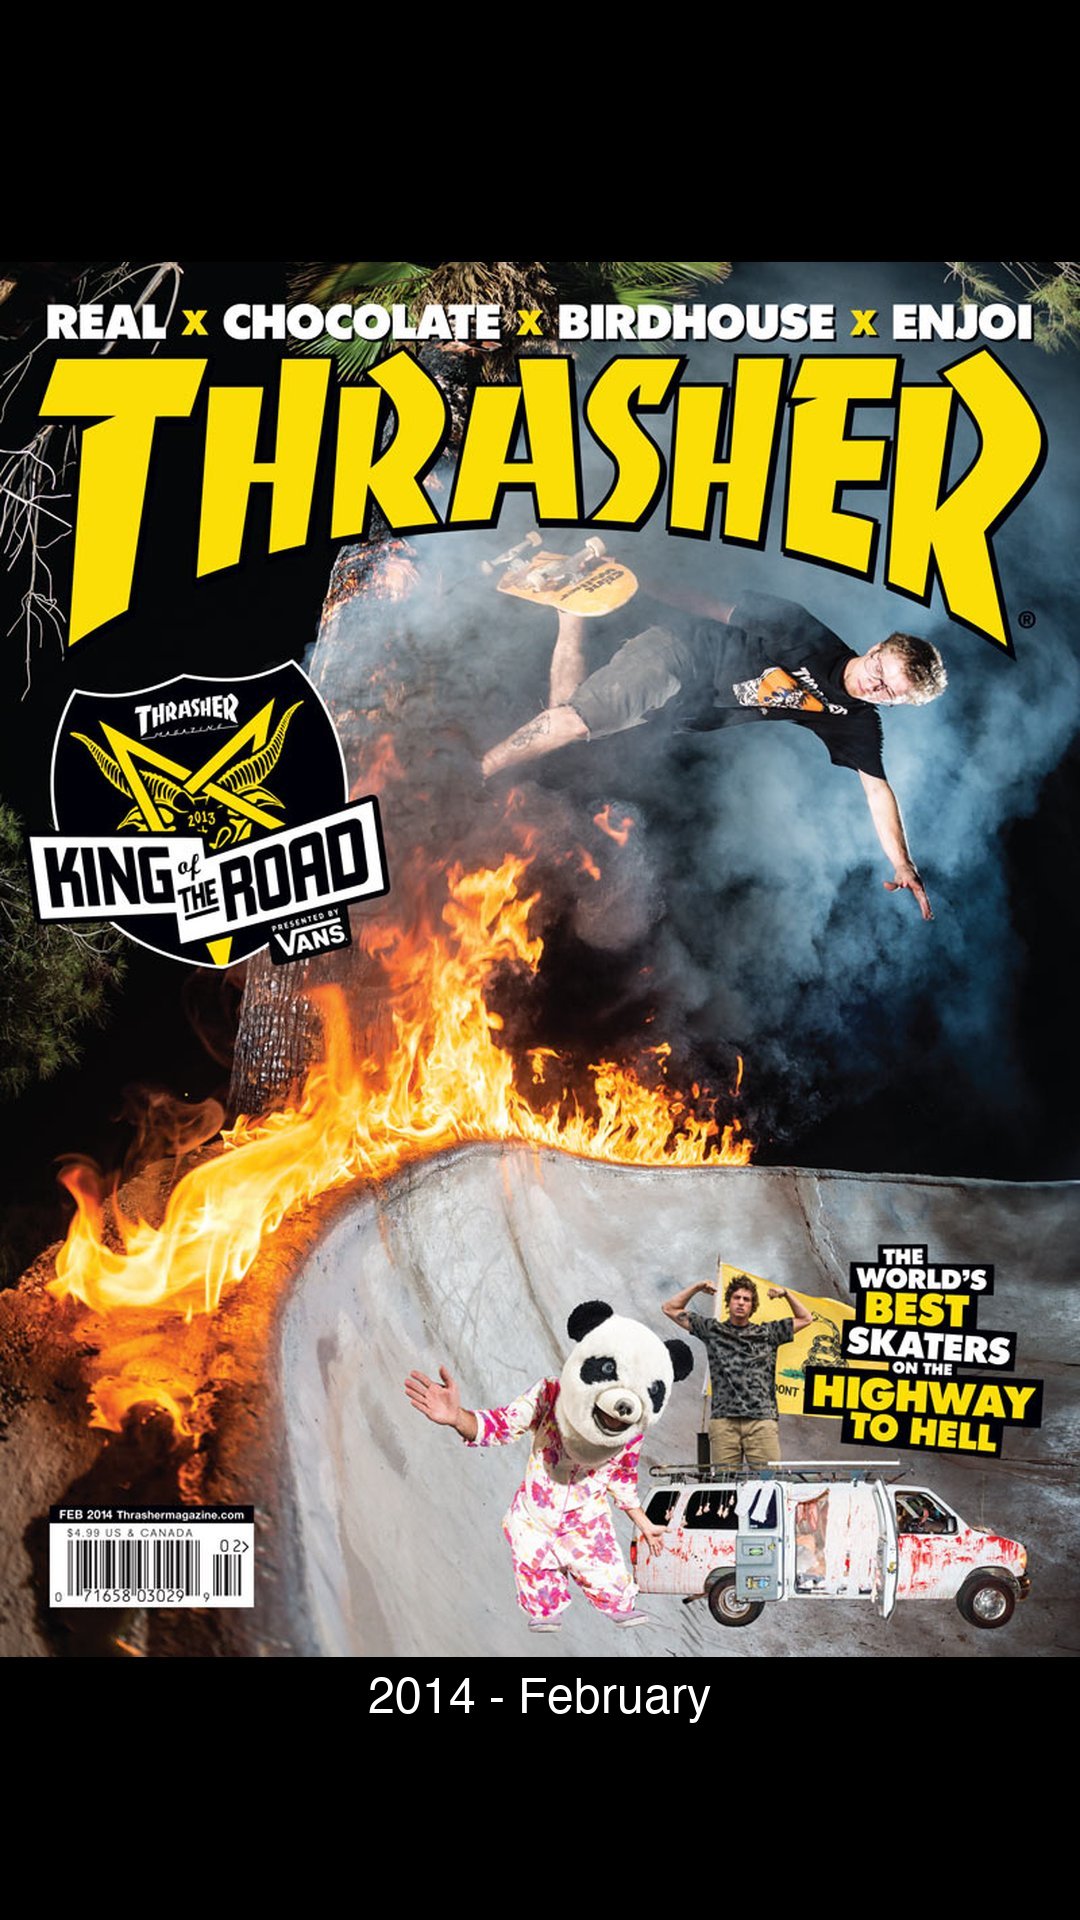 REAL x CHOCOLATE x BIRDHOUSE x ENJOI
THRASHER
®
THRASHER
MAGAZINE
2013
KING of THE ROAD
PRESENTED BY
VANS
THE
WORLD'S
BEST
SKATERS
ON THE
HIGHWAY
TO HELL
DONT
FEB 2014 Thrashermagazine.com
$4.99 US & CANADA
02>
0 71658 03029 9
2014 - February